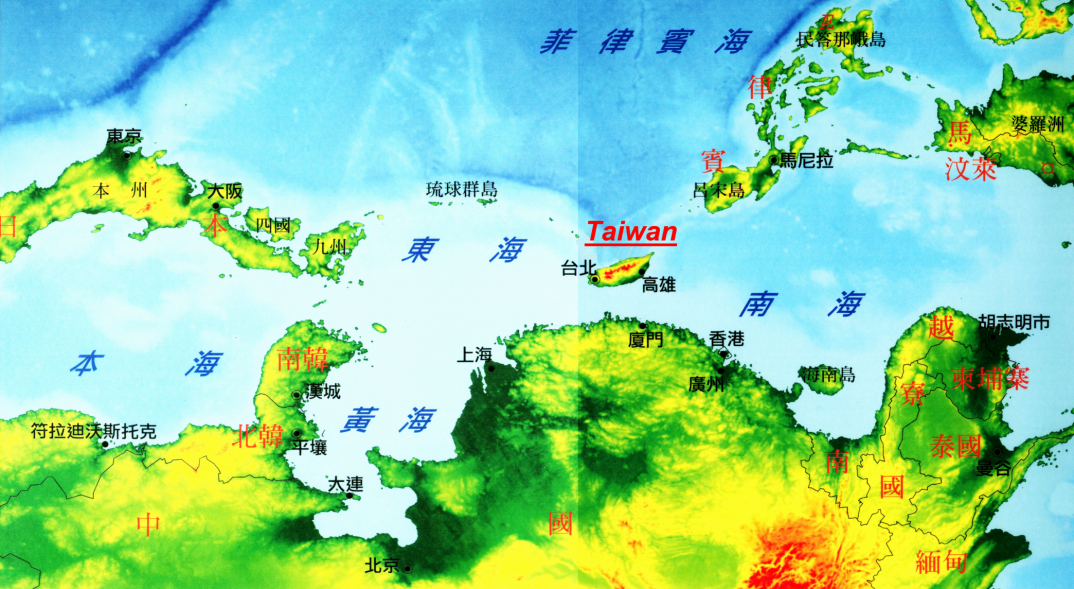 菲律賓海
菲
民答那峨島
律
馬
婆羅洲
東京
賓
馬尼拉
汶萊
本州
大阪
琉球群島
呂宋島
日
本
四國
九州
東海
Taiwan
台北
高雄
南海
越
胡志明市
廈門
香港
本海
南韓
上海
廣州
海南島
寮
柬埔寨
漢城
黃海
符拉迪沃斯托克
北韓
平壤
南
泰國
曼谷
大連
國
中
國
北京
緬甸